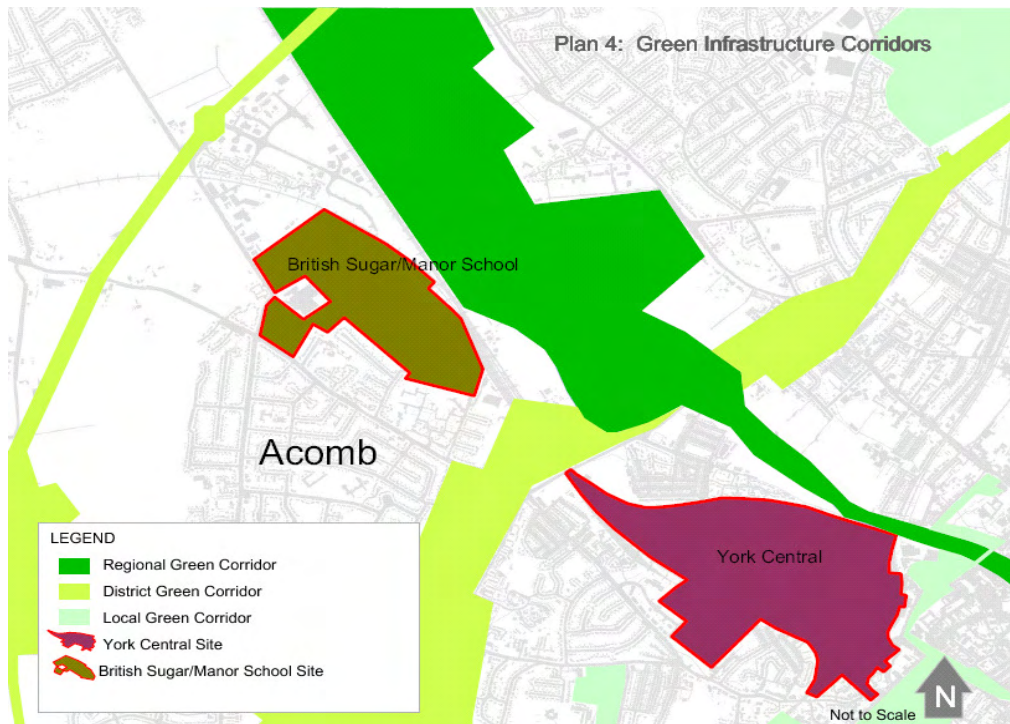 Plan 4: Green Infrastructure Corridors
British Sugar/Manor School
Acomb
York Central
LEGEND
Regional Green Corridor
District Green Corridor
Local Green Corridor
York Central Site
British Sugar/Manor School Site
N
Not to Scale